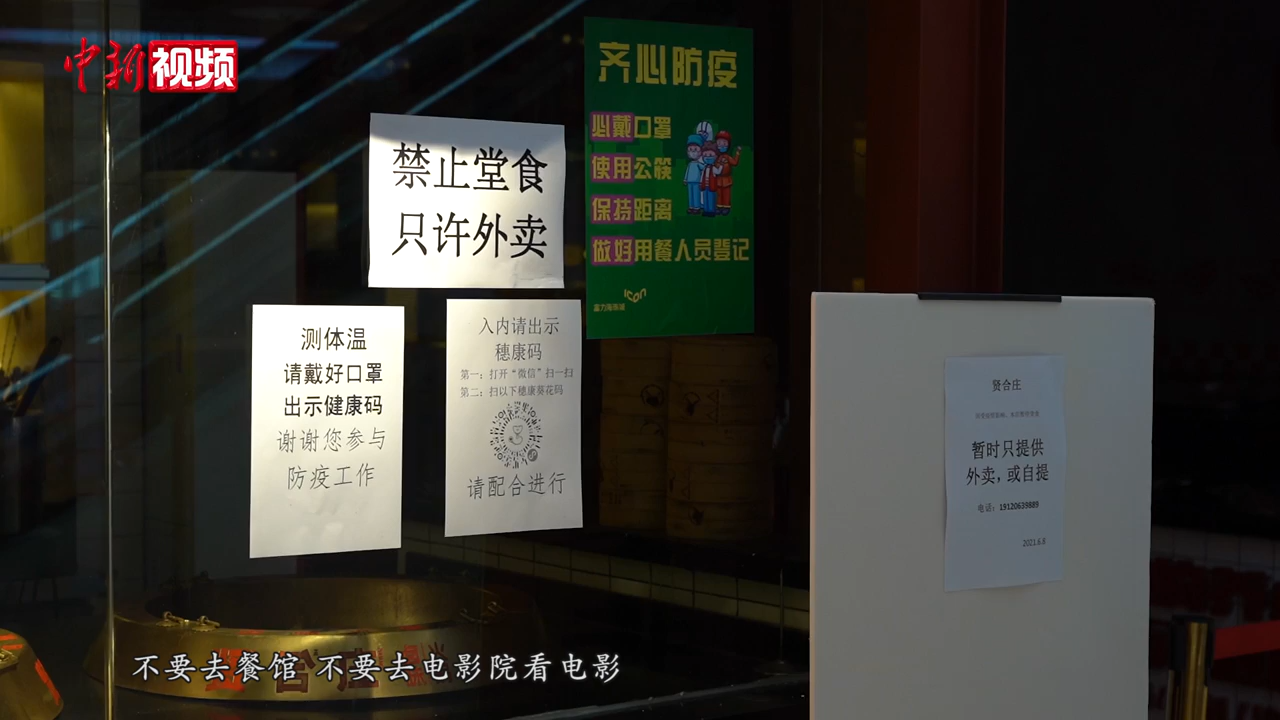 中新视频
齐心防疫
必戴口罩
使用公筷
保持距离
做好用餐人员登记
icon
富力海珠城
禁止堂食
只许外卖
测体温
请戴好口罩
出示健康码
谢谢您参与
防疫工作
入内请出示
穗康码
第一：打开“微信”扫一扫
第二：扫以下穗康葵花码
请配合进行
贤合庄
暂时只提供
外卖，或自提
电话：19120639889
2021.6.8
不要去餐馆 不要去电影院看电影